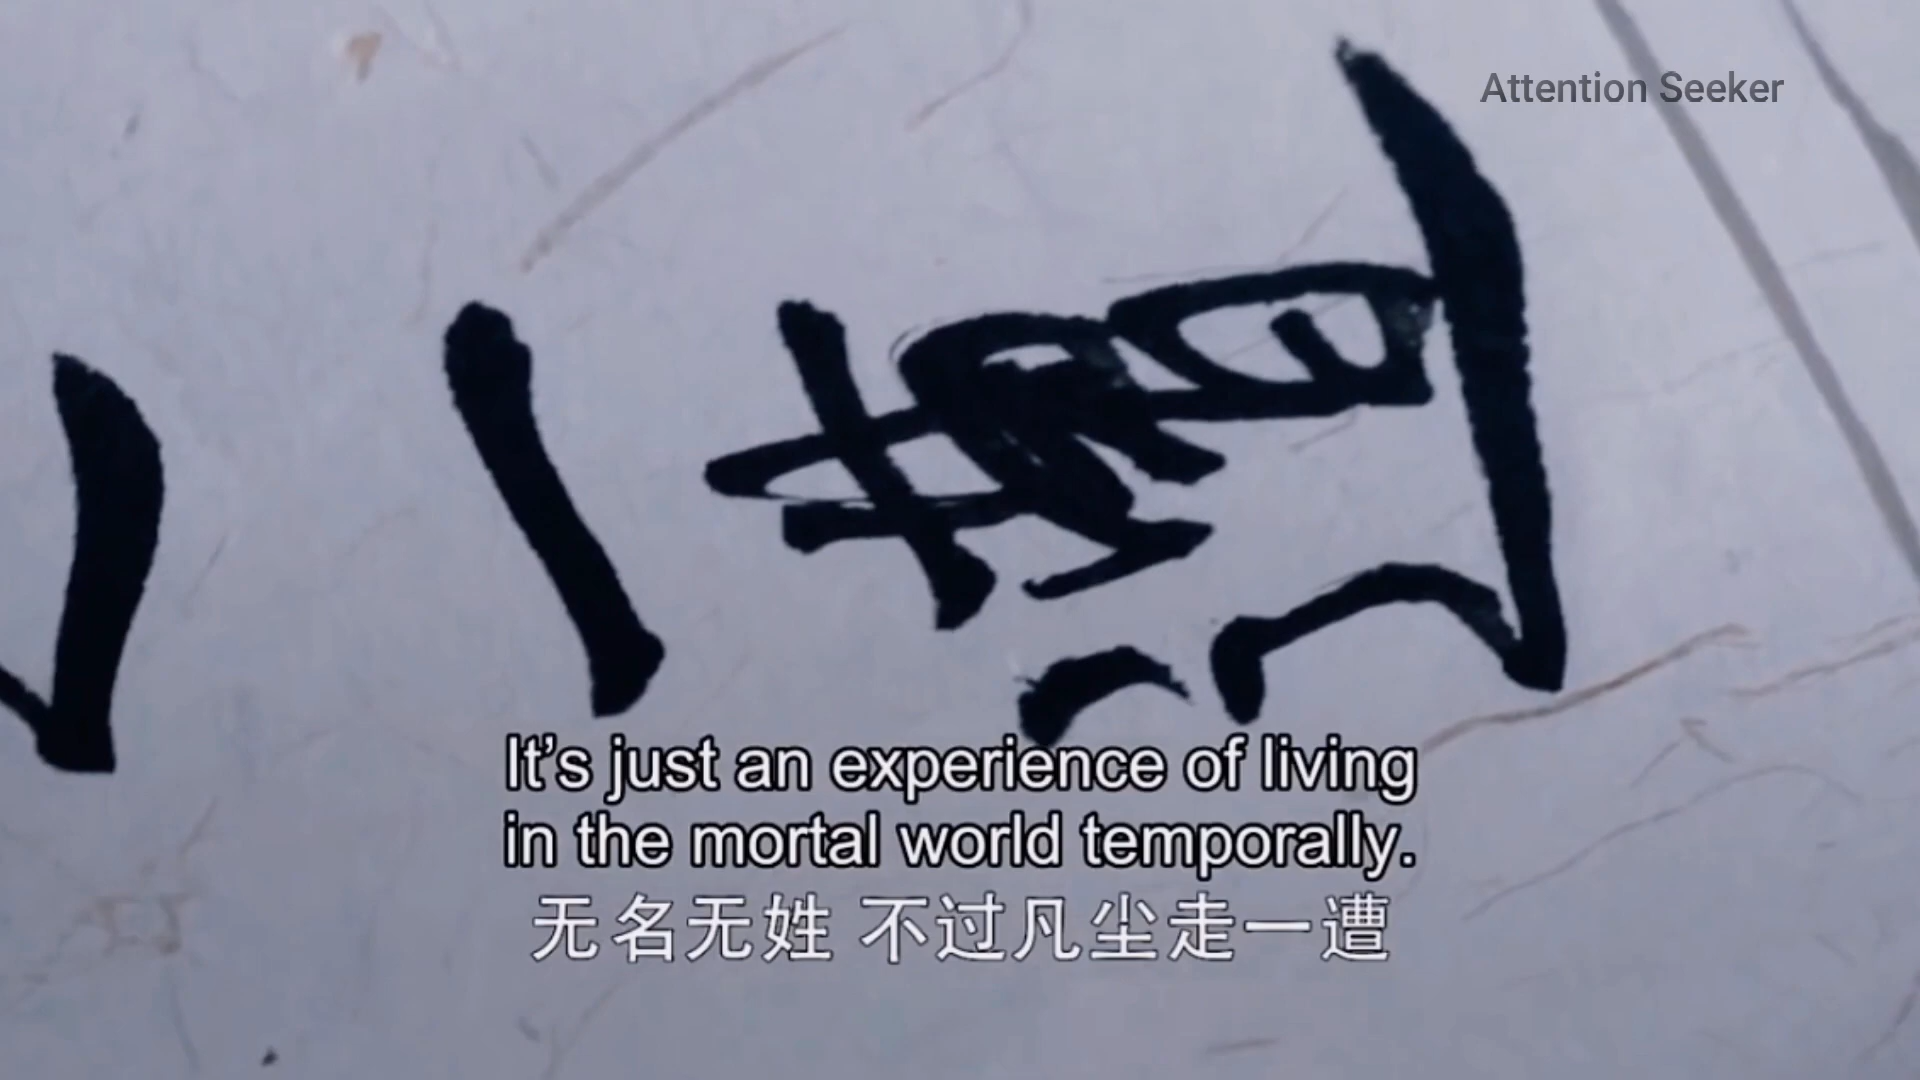 Attention Seeker
It's just an experience of living
in the mortal world temporally.
无名无姓 不过凡尘走一遭